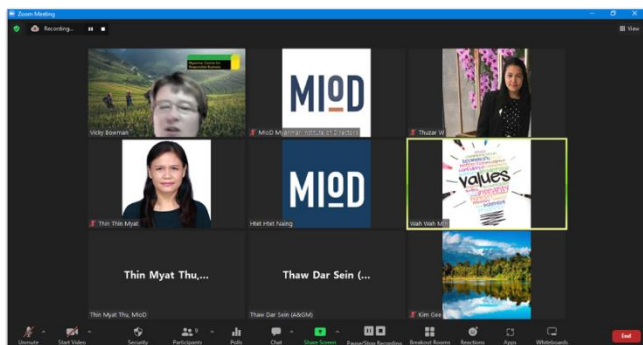 Zoom Meeting
Recording...
View
Myanmar Centre for
Responsible Business
Vicky Bowman
MIoD
MIoD Myanmar Institute of Directors
Thuzar W
Thin Thin Myat
MIoD
Htet Htet Naing
values
Wah Wah M
Thin Myat Thu,...
Thin Myat Thu, MIoD
Thaw Dar Sein (...
Thaw Dar Sein (A&GM)
Kim Gee
Unmute
Start Video
Security
Participants
9
Polls
Chat
Share Screen
Pause/Stop Recording
Breakout Rooms
Reactions
Apps
Whiteboards
End